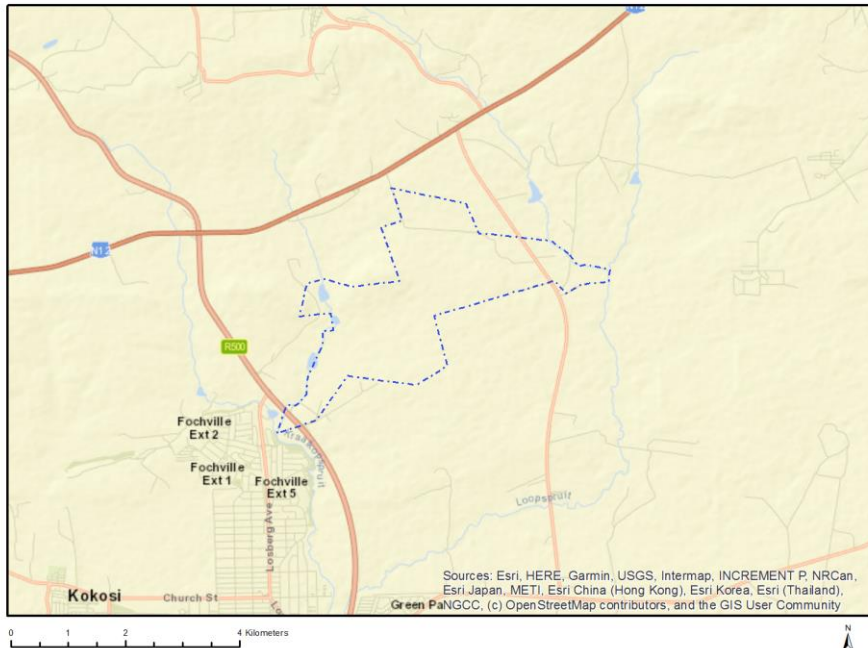 N12
N12
R500
Fochville
Ext 2
Kraalkopspruit
Fochville
Ext 1
Fochville
Ext 5
Losberg Ave
Loopspruit
Kokosi
Church St
Lo
Green Pa
Sources: Esri, HERE, Garmin, USGS, Intermap, INCREMENT P, NRCan,
Esri Japan, METI, Esri China (Hong Kong), Esri Korea, Esri (Thailand),
NGCC, (c) OpenStreetMap contributors, and the GIS User Community
0 1 2 4 Kilometers
N